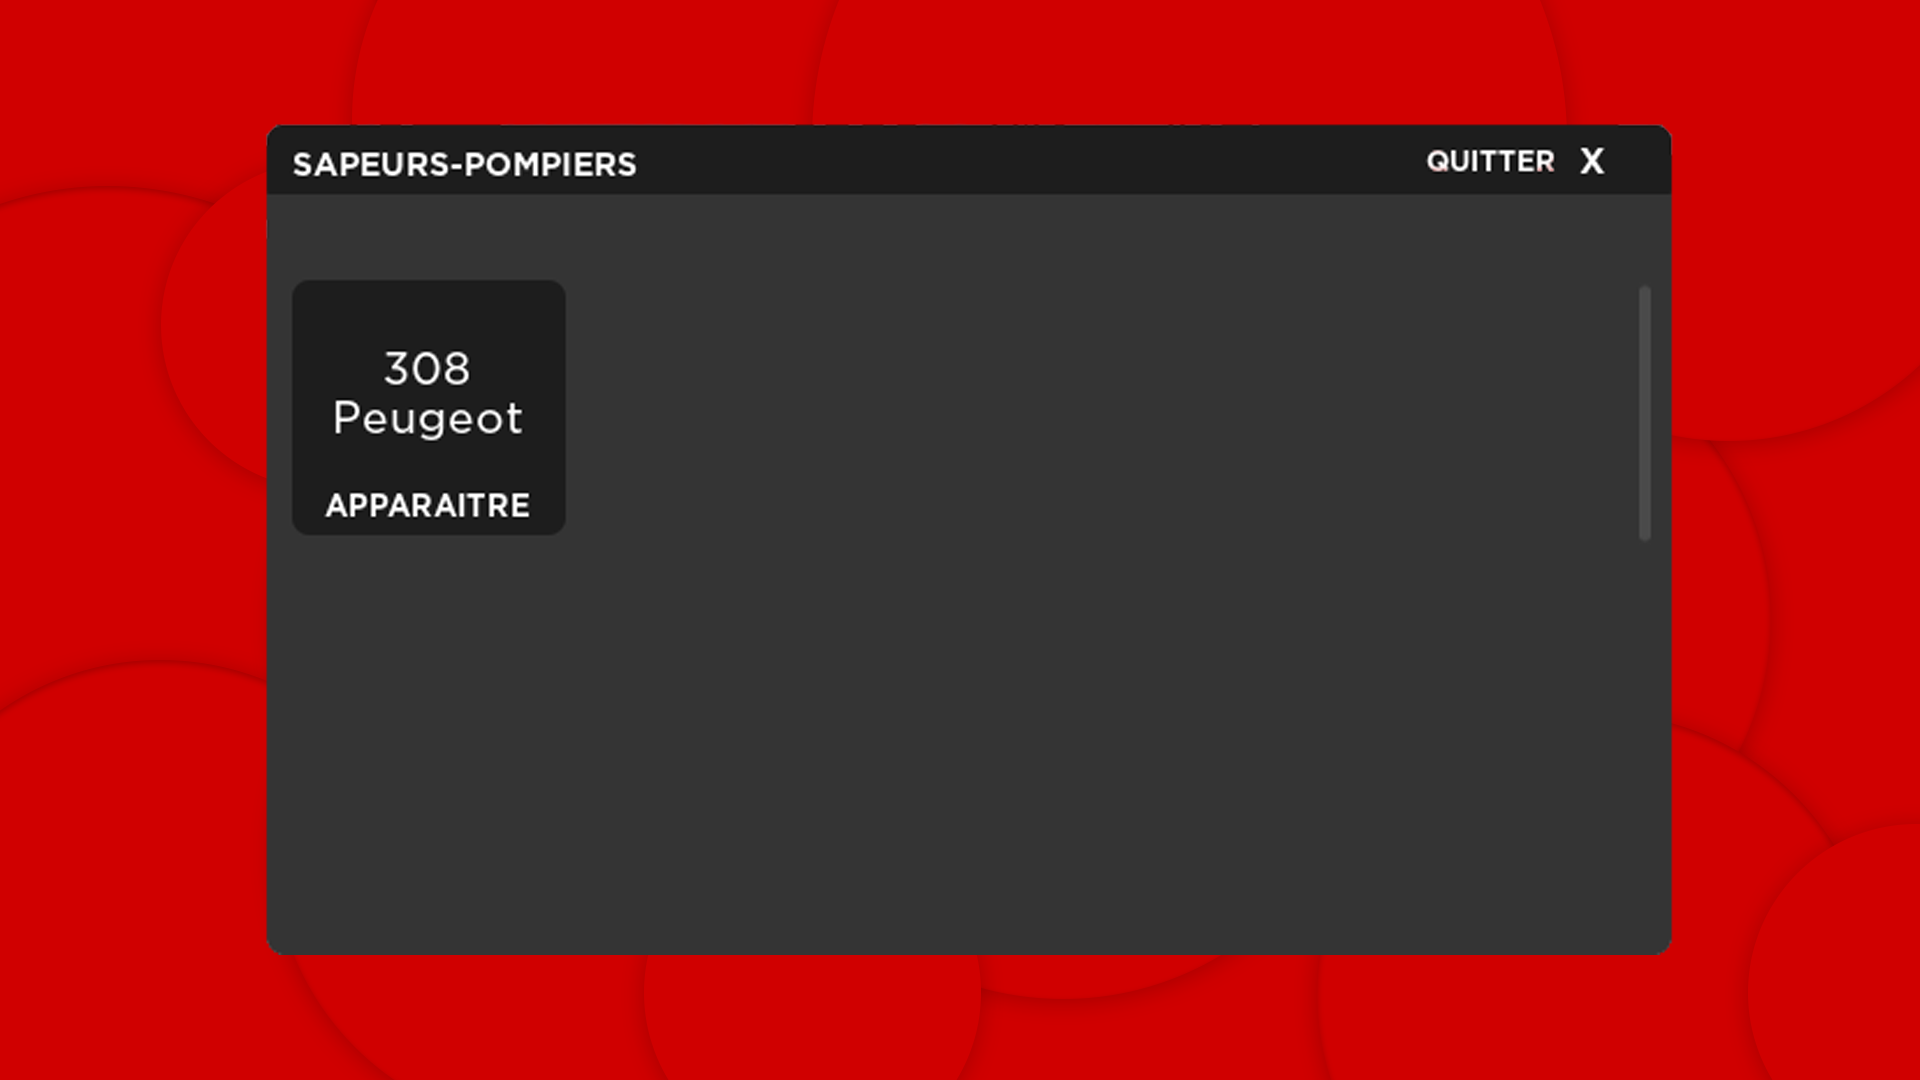 SAPEURS-POMPIERS
QUITTER X
308
Peugeot
APPARAITRE